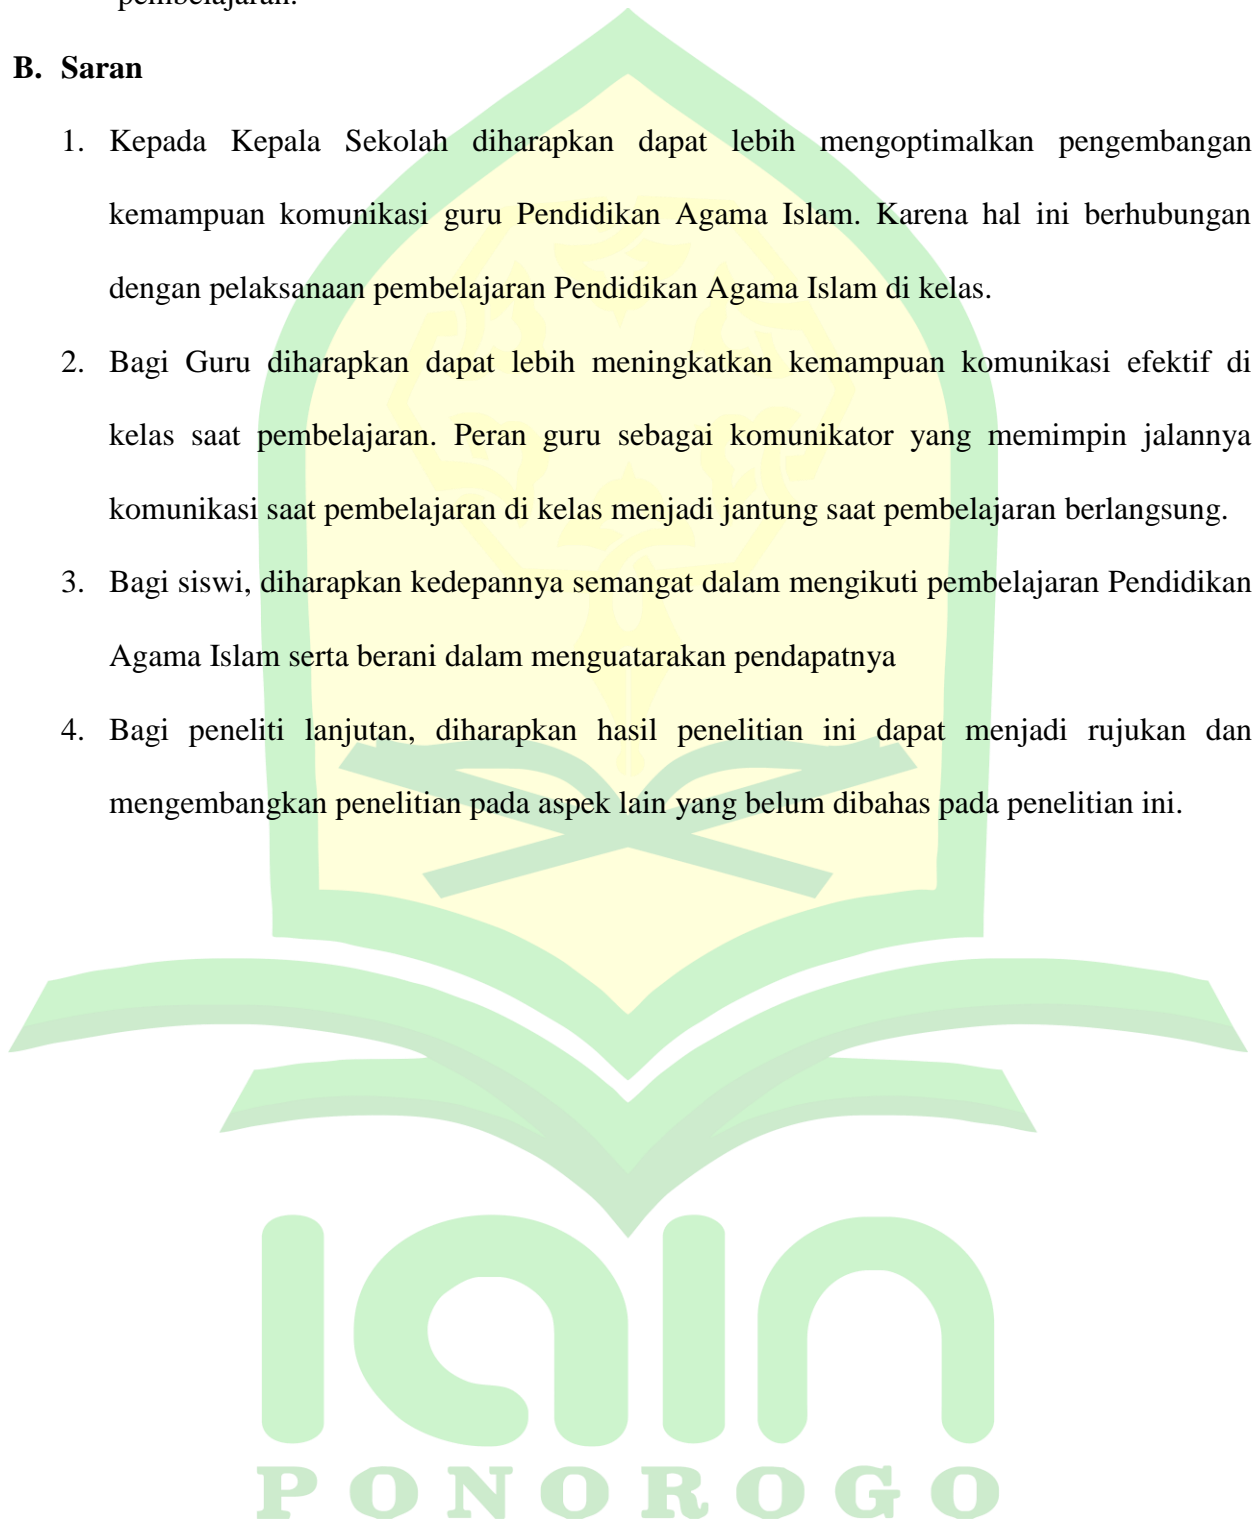 pembelajaran.
B. Saran
1. Kepada Kepala Sekolah diharapkan dapat lebih mengoptimalkan pengembangan
kemampuan komunikasi guru Pendidikan Agama Islam. Karena hal ini berhubungan
dengan pelaksanaan pembelajaran Pendidikan Agama Islam di kelas.
2. Bagi Guru diharapkan dapat lebih meningkatkan kemampuan komunikasi efektif di
kelas saat pembelajaran. Peran guru sebagai komunikator yang memimpin jalannya
komunikasi saat pembelajaran di kelas menjadi jantung saat pembelajaran berlangsung.
3. Bagi siswi, diharapkan kedepannya semangat dalam mengikuti pembelajaran Pendidikan
Agama Islam serta berani dalam menguatarakan pendapatnya
4. Bagi peneliti lanjutan, diharapkan hasil penelitian ini dapat menjadi rujukan dan
mengembangkan penelitian pada aspek lain yang belum dibahas pada penelitian ini.
iain
PONOROGO